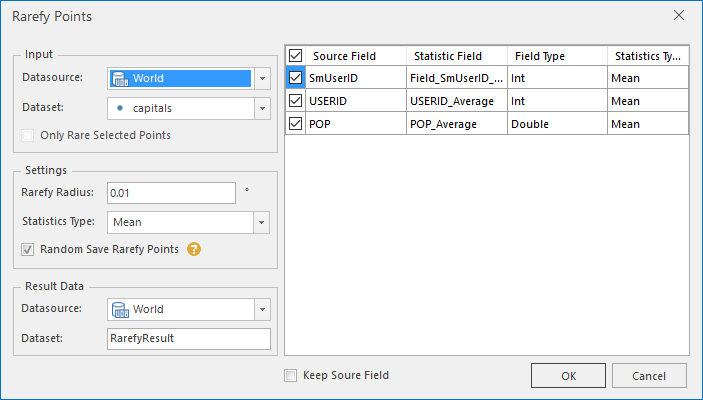 Rarefy Points
Input
Datasource: World
Dataset: capitals
Only Rare Selected Points
Settings
Rarefy Radius: 0.01 °
Statistics Type: Mean
Random Save Rarefy Points ?
Result Data
Datasource: World
Dataset: RarefyResult
Source Field Statistic Field Field Type Statistics Ty...
SmUserID Field_SmUserID_... Int Mean
USERID USERID_Average Int Mean
POP POP_Average Double Mean
Keep Soure Field
OK Cancel